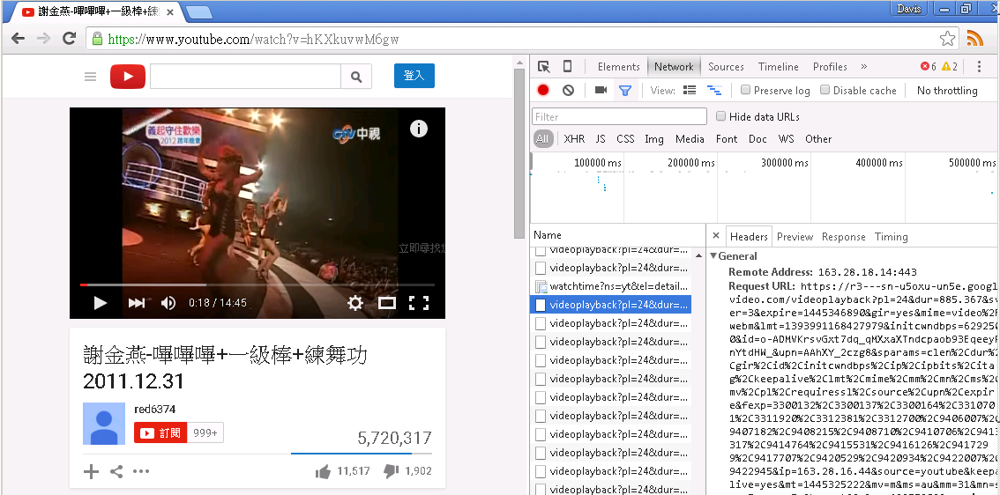 謝金燕-嗶嗶嗶+一級棒+練
Davis
https://www.youtube.com/watch?v=hKXkuvwM6gw
登入
義起守住歡樂
2012 跨年晚會
CTV 中視
立即尋找您
0:18 / 14:45
謝金燕-嗶嗶嗶+一級棒+練舞功
2011.12.31
red6374
訂閱 999+
5,720,317
11,517 1,902
Elements Network Sources Timeline Profiles » 6 2
View: Preserve log Disable cache No throttling
Filter Hide data URLs
All XHR JS CSS Img Media Font Doc WS Other
100000 ms 200000 ms 300000 ms 400000 ms 500000 ms
Name
videoplayback?pl=24&dur=...
videoplayback?pl=24&dur=...
watchtime?ns=yt&el=detail...
videoplayback?pl=24&dur=...
videoplayback?pl=24&dur=...
videoplayback?pl=24&dur=...
videoplayback?pl=24&dur=...
videoplayback?pl=24&dur=...
videoplayback?pl=24&dur=...
videoplayback?pl=24&dur=...
videoplayback?pl=24&dur=...
videoplayback?pl=24&dur=...
videoplayback?pl=24&dur=...
videoplayback?pl=24&dur=...
× Headers Preview Response Timing
General
Remote Address: 163.28.18.14:443
Request URL: https://r3---sn-u5oxu-un5e.googl
video.com/videoplayback?pl=24&dur=885.367&sv
er=3&expire=1445346890&gir=yes&mime=video%2F
webm&lmt=1393991168427979&initcwndbps=629250
0&id=o-ADMVKrsvGxt7dq_qMXxaXTndcpaob93EqeeyF
nYtdHW_&upn=AAhXY_2czg8&sparams=clen%2Cdur%2
Cgir%2Cid%2Cinitcwndbps%2Cip%2Cipbits%2Cita
g%2Ckeepalive%2Clmt%2Cmime%2Cmm%2Cmn%2Cms%2C
mv%2Cpl%2Crequiressl%2Csource%2Cupn%2Cexpir
e&fexp=3300132%2C3300137%2C3300164%2C331070
1%2C3311920%2C3312381%2C3312700%2C9406007%2C
9407182%2C9408215%2C9408710%2C9410706%2C9413
317%2C9414764%2C9415531%2C9416126%2C941729
9%2C9417707%2C9420529%2C9420934%2C9422007%2C
9422945&ip=163.28.16.44&source=youtube&keepa
live=yes&mt=1445325222&mv=m&ms=au&mm=31&mn=s